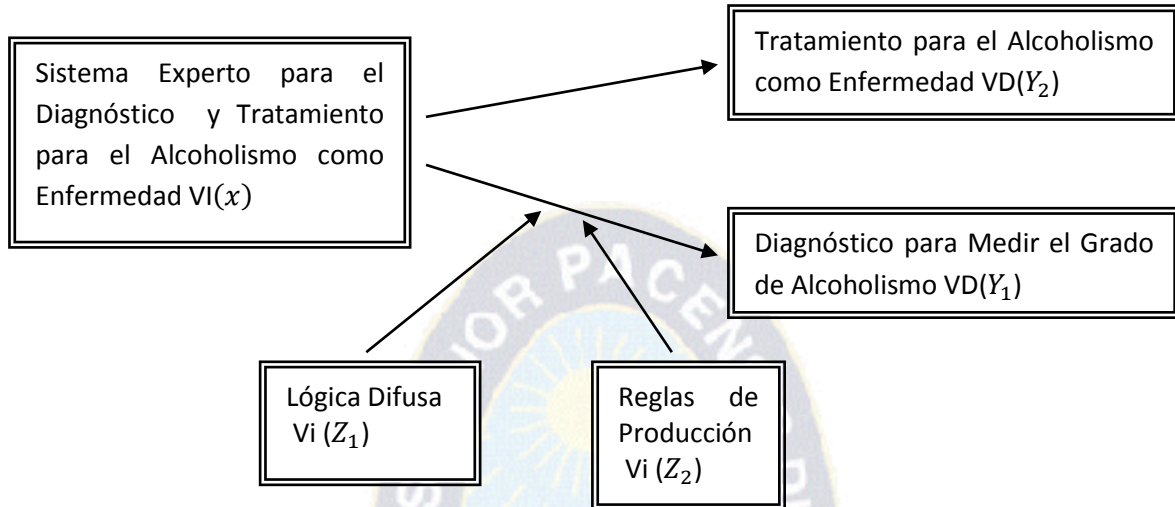 Sistema Experto para el
Diagnóstico y Tratamiento
para el Alcoholismo como
Enfermedad VI(x)
Tratamiento para el Alcoholismo
como Enfermedad VD(Y₂)
Diagnóstico para Medir el Grado
de Alcoholismo VD(Y₁)
Lógica Difusa
Vi (Z₁)
Reglas de
Producción
Vi (Z₂)